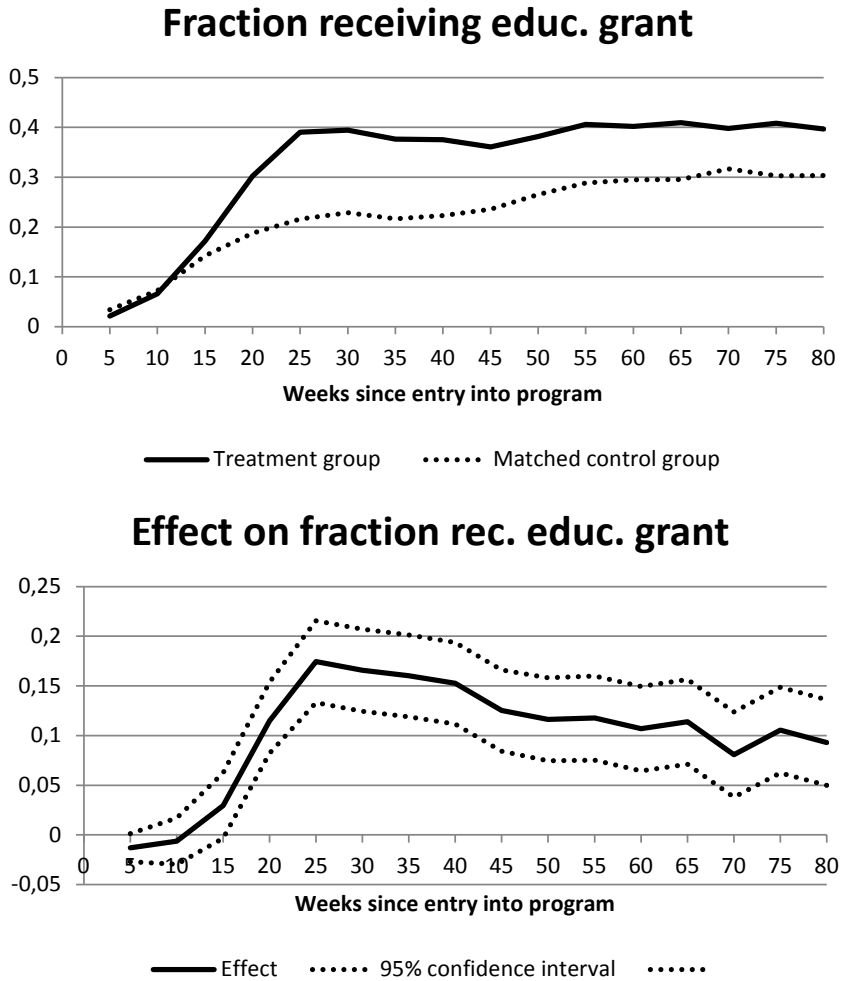 Fraction receiving educ. grant
0,5
0,4
0,3
0,2
0,1
0
0 5 10 15 20 25 30 35 40 45 50 55 60 65 70 75 80
Weeks since entry into program
Treatment group Matched control group
Effect on fraction rec. educ. grant
0,25
0,2
0,15
0,1
0,05
0
0 5 10 15 20 25 30 35 40 45 50 55 60 65 70 75 80
-0,05
Weeks since entry into program
Effect 95% confidence interval